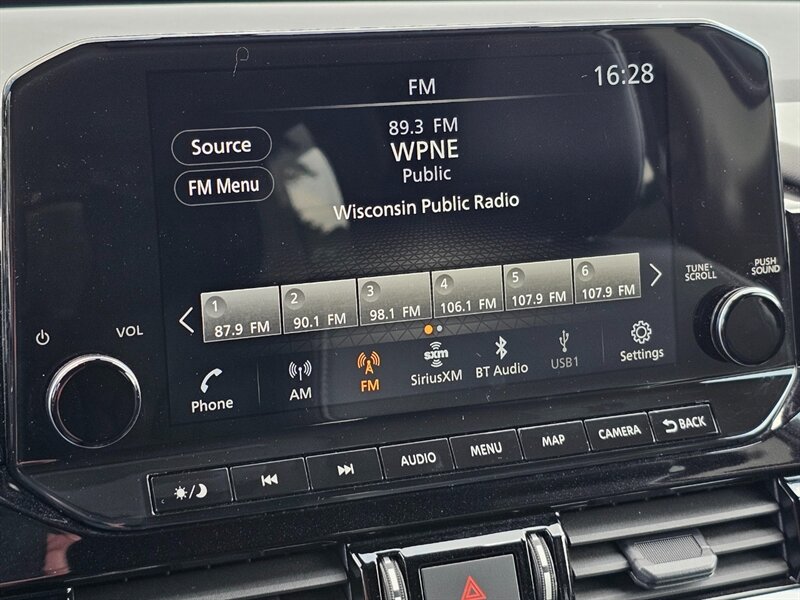 FM
16:28
Source
FM Menu
89.3 FM
WPNE
Public
Wisconsin Public Radio
1
87.9 FM
2
90.1 FM
3
98.1 FM
4
106.1 FM
5
107.9 FM
6
107.9 FM
TUNE•
SCROLL
PUSH
SOUND
VOL
Phone
AM
FM
sxm
SiriusXM
BT Audio
USB1
Settings
AUDIO
MENU
MAP
CAMERA
BACK